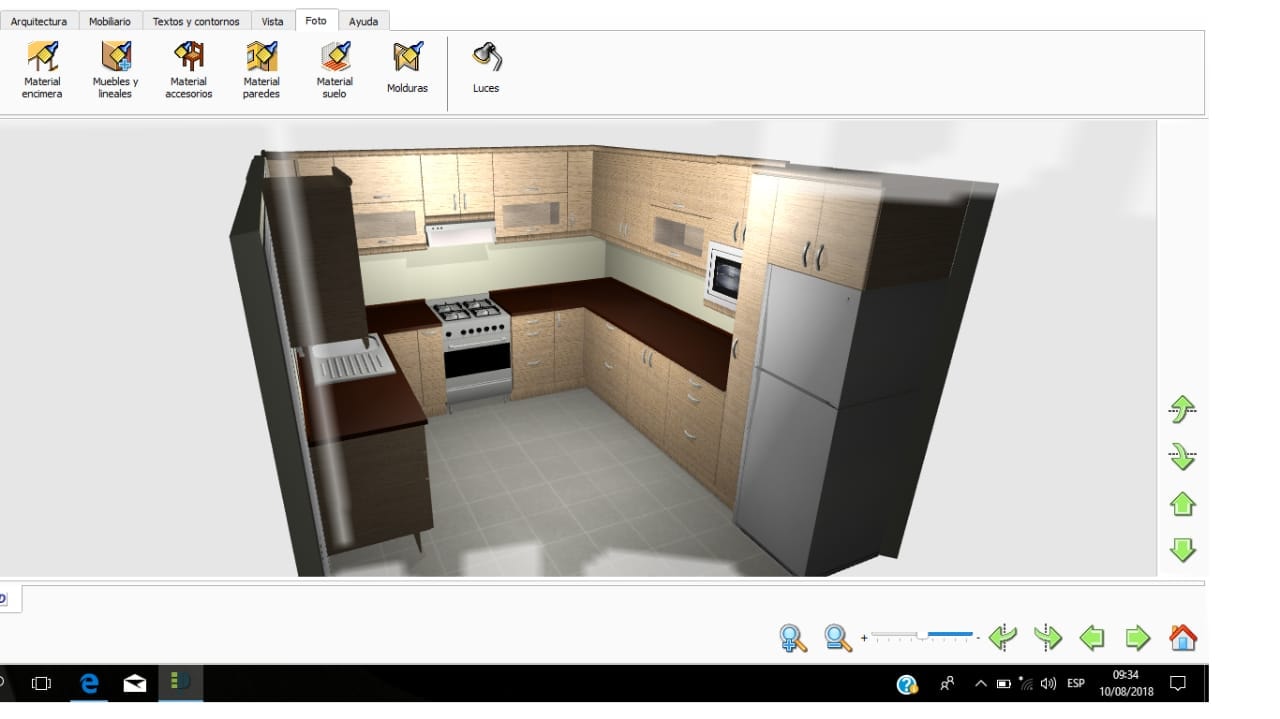 Arquitectura Mobiliario Textos y contornos Vista Foto Ayuda
Material encimera
Muebles y lineales
Material accesorios
Material paredes
Material suelo
Molduras
Luces
+ -
ESP
09:34
10/08/2018